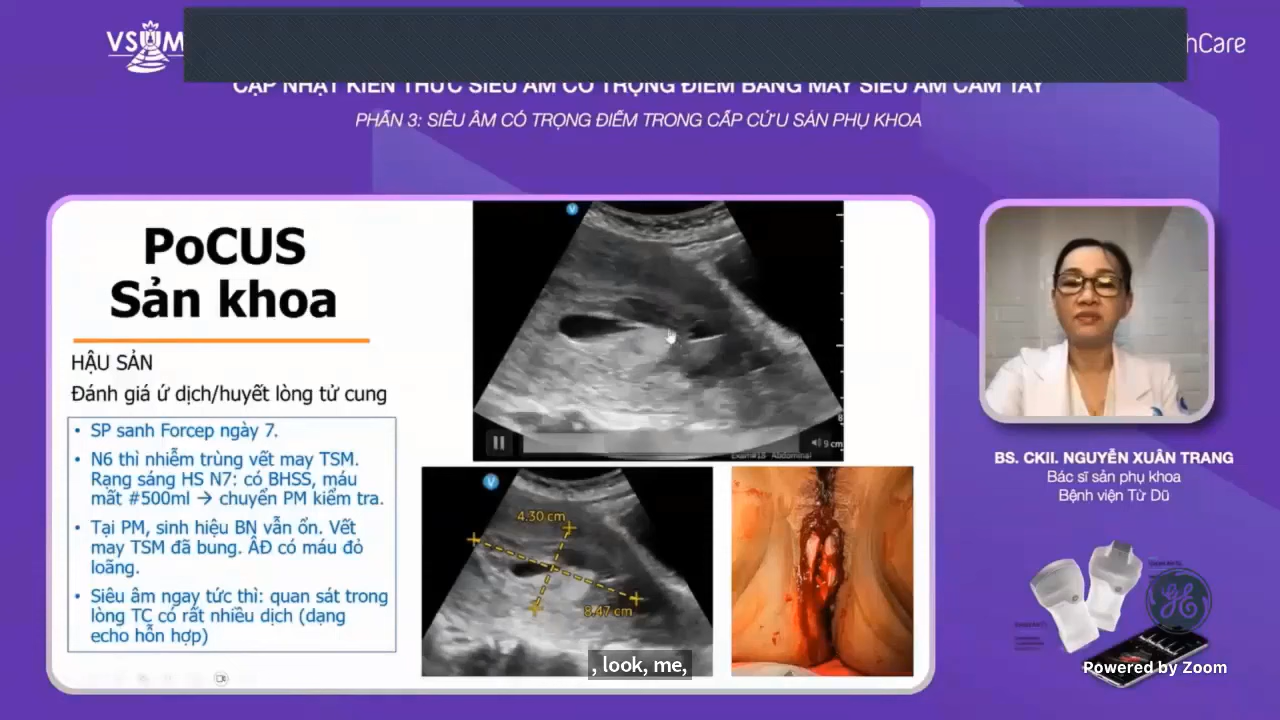 VSUM
hCare
CẬP NHẬT KIẾN THỨC SIÊU ÂM CÓ TRỌNG ĐIỂM BẰNG MÁY SIÊU ÂM CẦM TAY
PHẦN 3: SIÊU ÂM CÓ TRỌNG ĐIỂM TRONG CẤP CỨU SẢN PHỤ KHOA
PoCUS
Sản khoa
HẬU SẢN
Đánh giá ứ dịch/huyết lòng tử cung
• SP sanh Forcep ngày 7.
• N6 thì nhiễm trùng vết may TSM.
Rạng sáng HS N7: có BHSS, máu
mất #500ml → chuyển PM kiểm tra.
• Tại PM, sinh hiệu BN vẫn ổn. Vết
may TSM đã bung. ÂĐ có máu đỏ
loãng.
• Siêu âm ngay tức thì: quan sát trong
lòng TC có rất nhiều dịch (dạng
echo hỗn hợp)
V
9 cm
V
4.30 cm
8.47 cm
, look, me,
BS. CKII. NGUYỄN XUÂN TRANG
Bác sĩ sản phụ khoa
Bệnh viện Từ Dũ
GE
Powered by Zoom